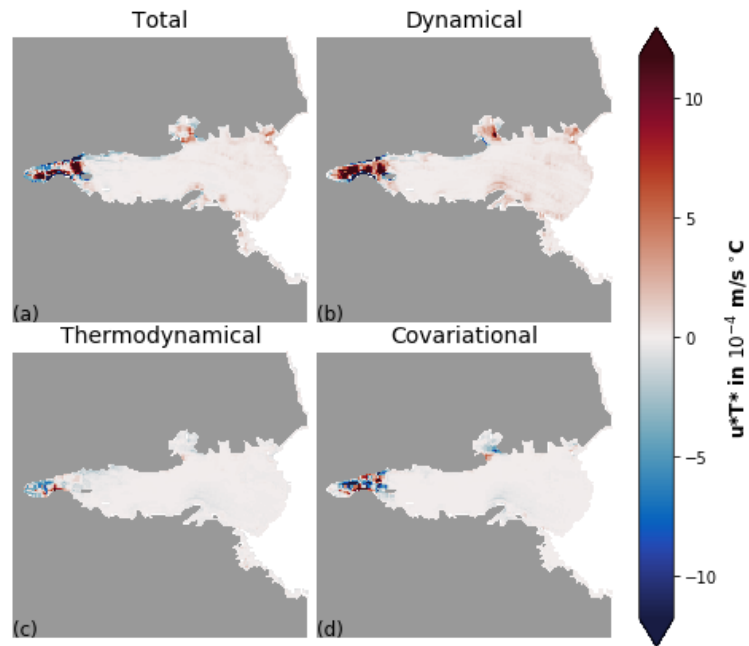 Total
Dynamical
(a)
(b)
Thermodynamical
Covariational
(c)
(d)
10
5
0
−5
−10
u*T* in 10⁻⁴ m/s °C